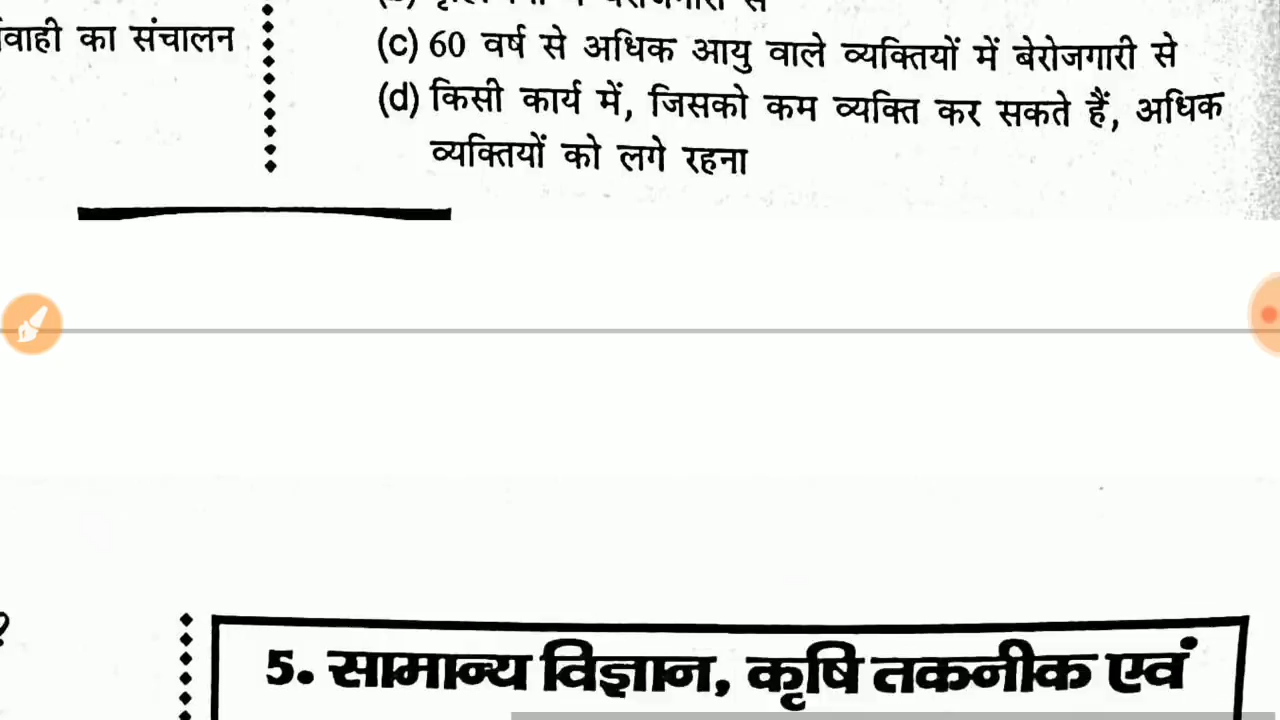 र्वाही का संचालन
से
(c) 60 वर्ष से अधिक आयु वाले व्यक्तियों में बेरोजगारी से
(d) किसी कार्य में, जिसको कम व्यक्ति कर सकते हैं, अधिक
व्यक्तियों को लगे रहना
?
5. सामान्य विज्ञान, कृषि तकनीक एवं